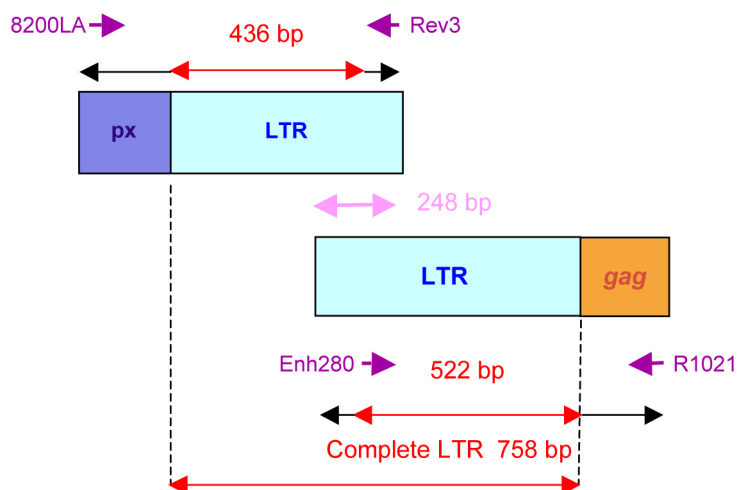 8200LA
436 bp
Rev3
px
LTR
248 bp
LTR
gag
Enh280
522 bp
R1021
Complete LTR 758 bp